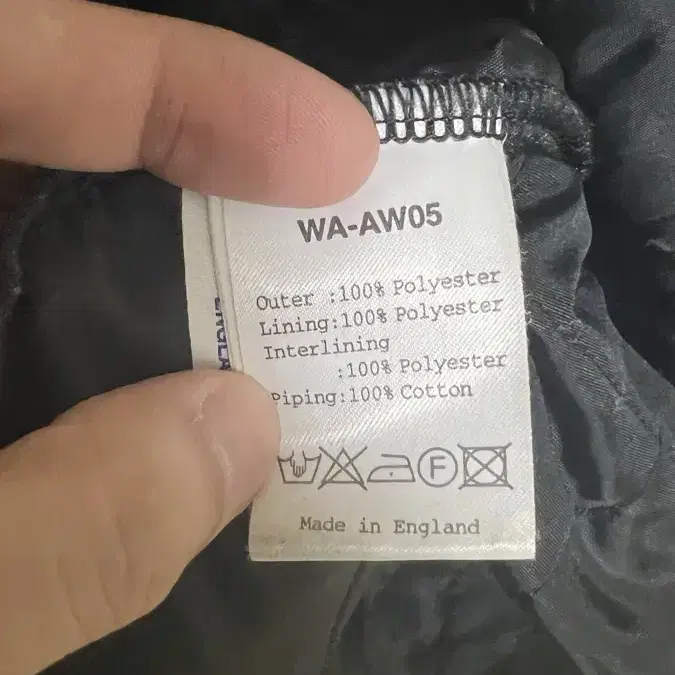 WA-AW05
Outer :100% Polyester
Lining:100% Polyester
Interlining
:100% Polyester
Piping:100% Cotton
F
Made in England